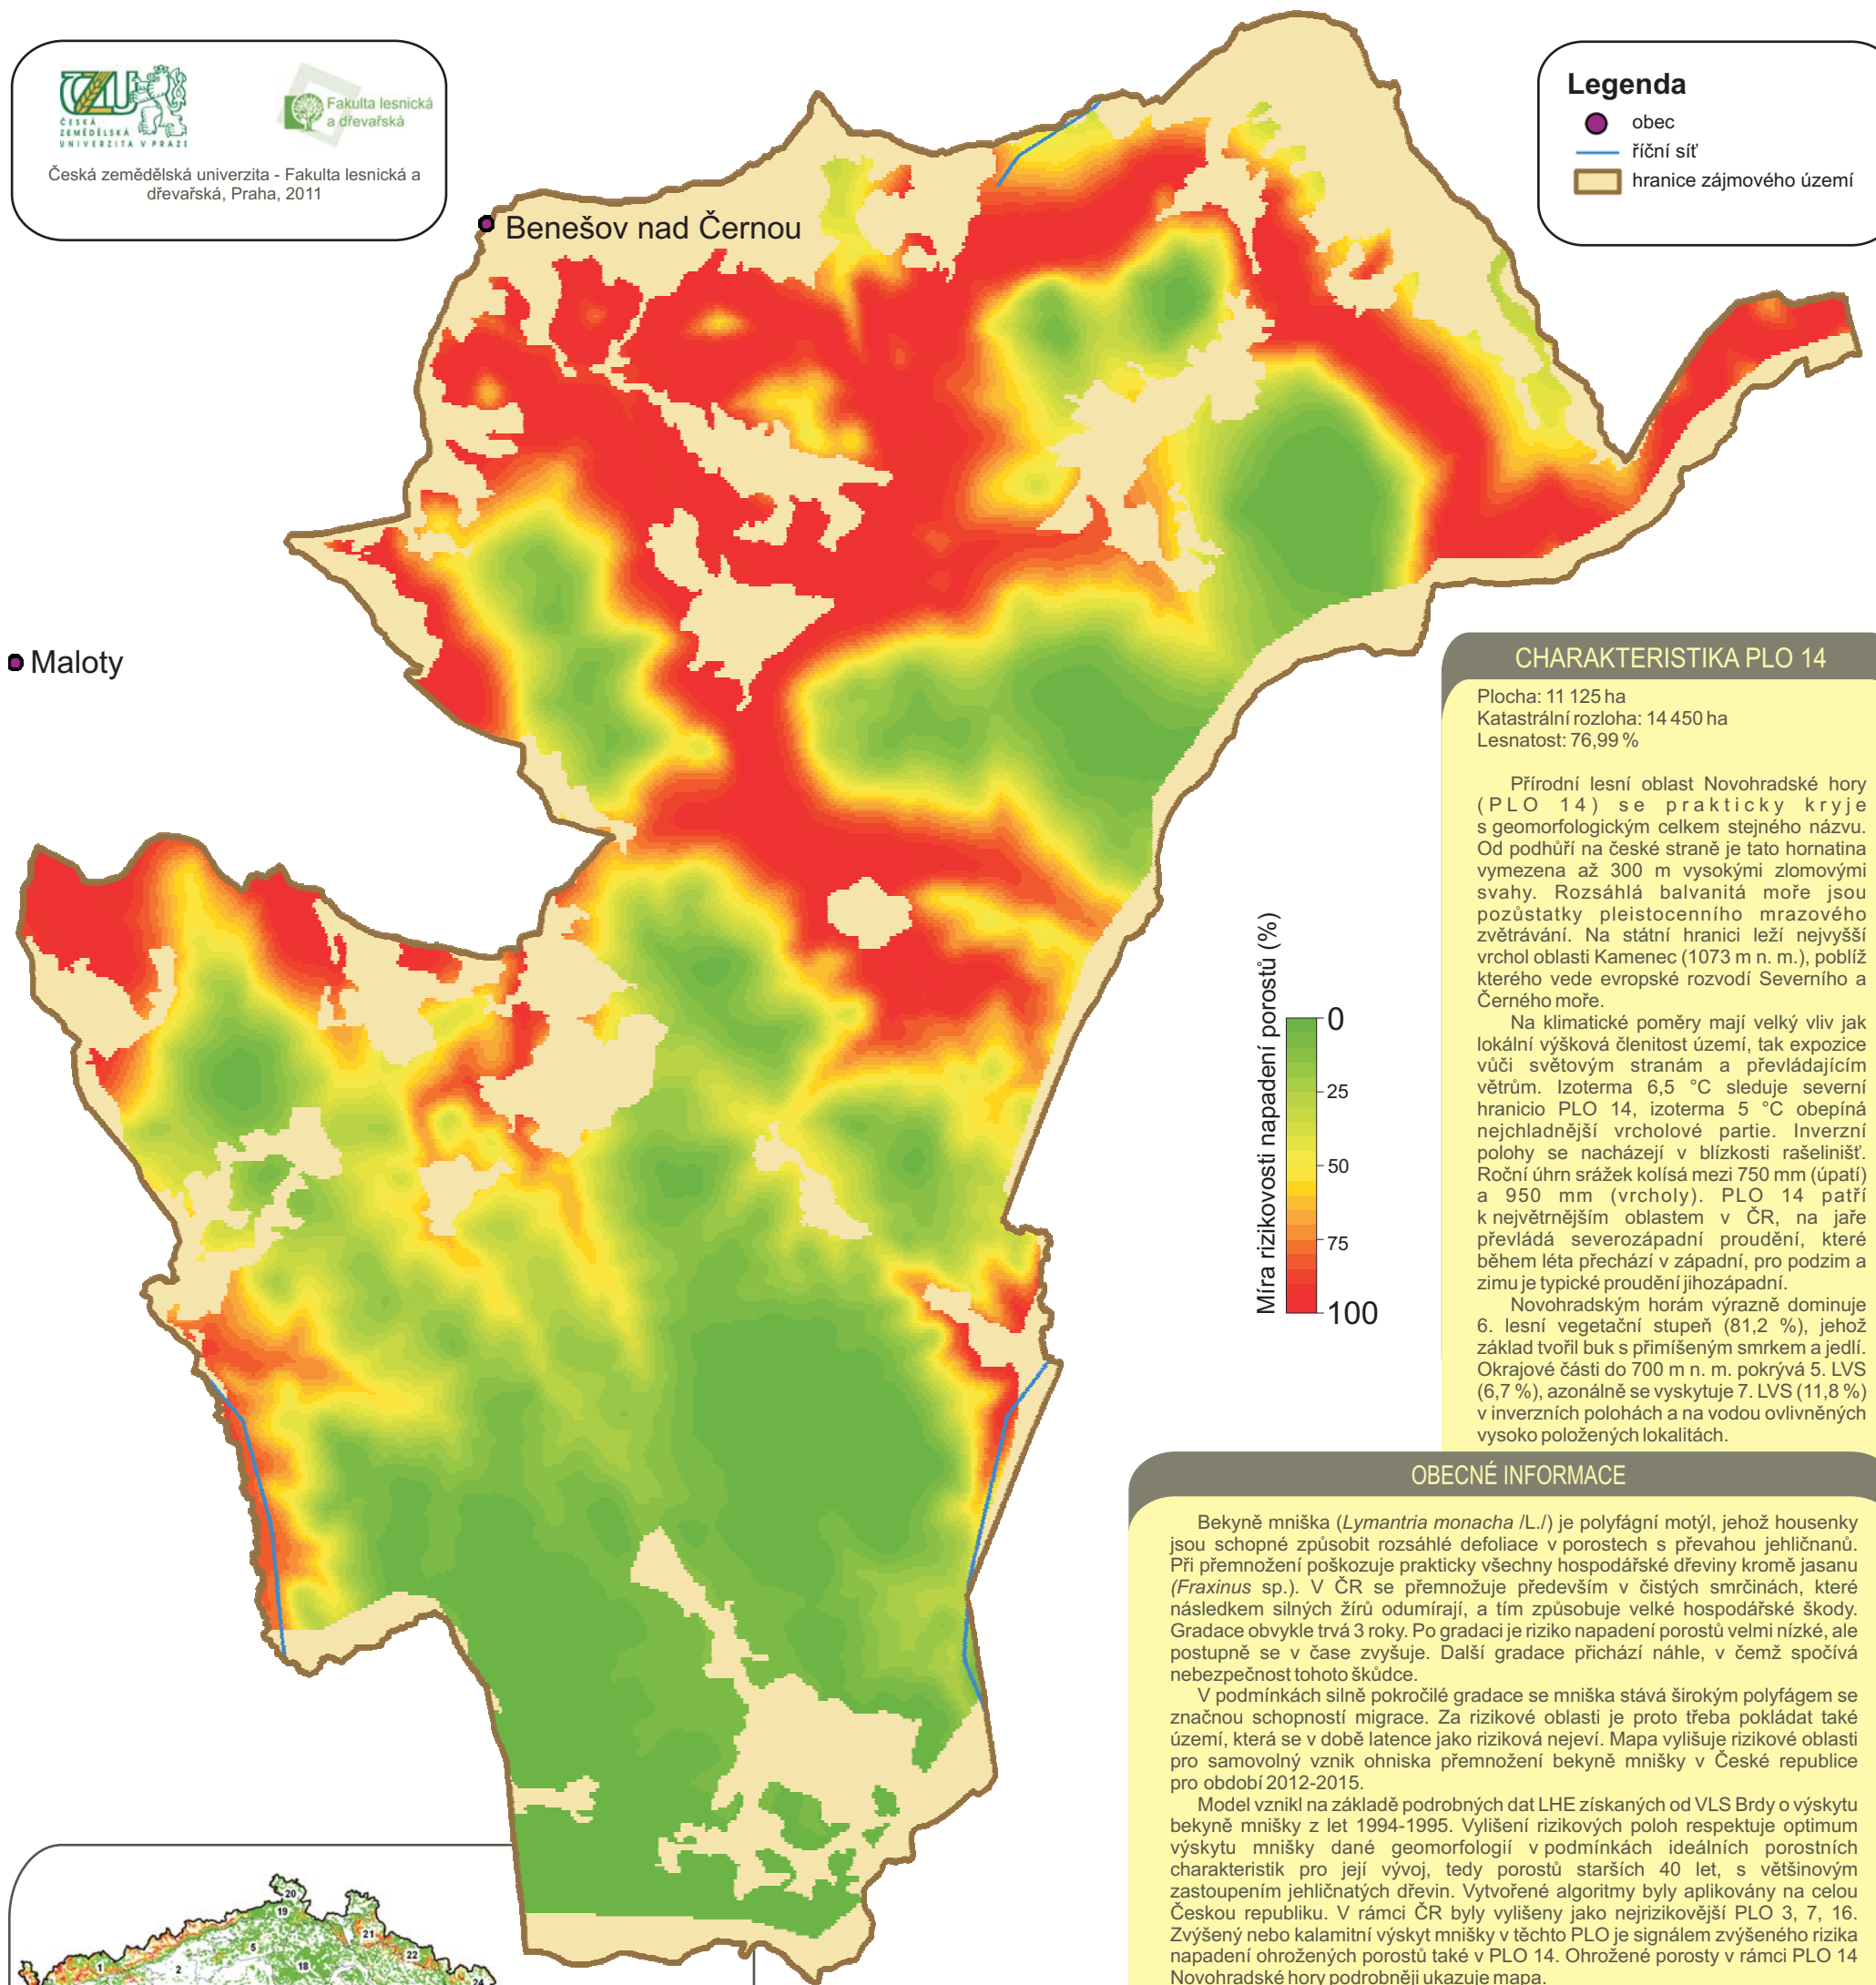 ČZU
ČESKÁ
ZEMĚDĚLSKÁ
UNIVERZITA V PRAZE
Fakulta lesnická
a dřevařská
Česká zemědělská univerzita - Fakulta lesnická a
dřevařská, Praha, 2011
Legenda
obec
říční síť
hranice zájmového území
Benešov nad Černou
Maloty
CHARAKTERISTIKA PLO 14
Plocha: 11 125 ha
Katastrální rozloha: 14 450 ha
Lesnatost: 76,99 %
Přírodní lesní oblast Novohradské hory
(PLO 14) se prakticky kryje
s geomorfologickým celkem stejného názvu.
Od podhůří na české straně je tato hornatina
vymezena až 300 m vysokými zlomovými
svahy. Rozsáhlá balvanitá moře jsou
pozůstatky pleistocenního mrazového
zvětrávání. Na státní hranici leží nejvyšší
vrchol oblasti Kamenec (1073 m n. m.), poblíž
kterého vede evropské rozvodí Severního a
Černého moře.
Na klimatické poměry mají velký vliv jak
lokální výšková členitost území, tak expozice
vůči světovým stranám a převládajícím
větrům. Izoterma 6,5 °C sleduje severní
hranicio PLO 14, izoterma 5 °C obepíná
nejchladnější vrcholové partie. Inverzní
polohy se nacházejí v blízkosti rašelinišť.
Roční úhrn srážek kolísá mezi 750 mm (úpatí)
a 950 mm (vrcholy). PLO 14 patří
k největrnějším oblastem v ČR, na jaře
převládá severozápadní proudění, které
během léta přechází v západní, pro podzim a
zimu je typické proudění jihozápadní.
Novohradským horám výrazně dominuje
6. lesní vegetační stupeň (81,2 %), jehož
základ tvořil buk s přimíšeným smrkem a jedlí.
Okrajové části do 700 m n. m. pokrývá 5. LVS
(6,7 %), azonálně se vyskytuje 7. LVS (11,8 %)
v inverzních polohách a na vodou ovlivněných
vysoko položených lokalitách.
Míra rizikovosti napadení porostů (%)
0
25
50
75
100
OBECNÉ INFORMACE
Bekyně mniška (Lymantria monacha /L./) je polyfágní motýl, jehož housenky
jsou schopné způsobit rozsáhlé defoliace v porostech s převahou jehličnanů.
Při přemnožení poškozuje prakticky všechny hospodářské dřeviny kromě jasanu
(Fraxinus sp.). V ČR se přemnožuje především v čistých smrčinách, které
následkem silných žírů odumírají, a tím způsobuje velké hospodářské škody.
Gradace obvykle trvá 3 roky. Po gradaci je riziko napadení porostů velmi nízké, ale
postupně se v čase zvyšuje. Další gradace přichází náhle, v čemž spočívá
nebezpečnost tohoto škůdce.
V podmínkách silně pokročilé gradace se mniška stává širokým polyfágem se
značnou schopností migrace. Za rizikové oblasti je proto třeba pokládat také
území, která se v době latence jako riziková nejeví. Mapa vylišuje rizikové oblasti
pro samovolný vznik ohniska přemnožení bekyně mnišky v České republice
pro období 2012-2015.
Model vznikl na základě podrobných dat LHE získaných od VLS Brdy o výskytu
bekyně mnišky z let 1994-1995. Vylišení rizikových poloh respektuje optimum
výskytu mnišky dané geomorfologií v podmínkách ideálních porostních
charakteristik pro její vývoj, tedy porostů starších 40 let, s většinovým
zastoupením jehličnatých dřevin. Vytvořené algoritmy byly aplikovány na celou
Českou republiku. V rámci ČR byly vylišeny jako nejrizikovější PLO 3, 7, 16.
Zvýšený nebo kalamitní výskyt mnišky v těchto PLO je signálem zvýšeného rizika
napadení ohrožených porostů také v PLO 14. Ohrožené porosty v rámci PLO 14
Novohradské hory podrobněji ukazuje mapa.
20
19
21
5
22
1
2
18
24